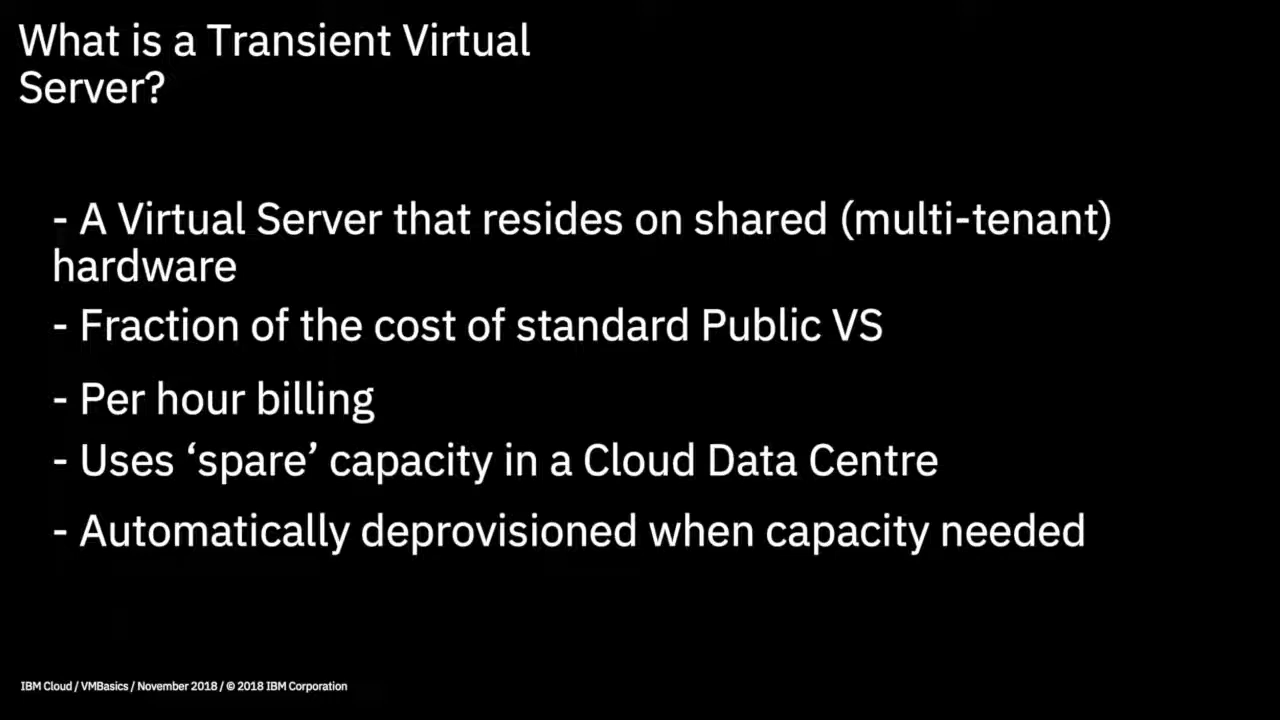 What is a Transient Virtual
Server?
- A Virtual Server that resides on shared (multi-tenant)
hardware
- Fraction of the cost of standard Public VS
- Per hour billing
- Uses ‘spare’ capacity in a Cloud Data Centre
- Automatically deprovisioned when capacity needed
IBM Cloud / VMBasics / November 2018 / © 2018 IBM Corporation